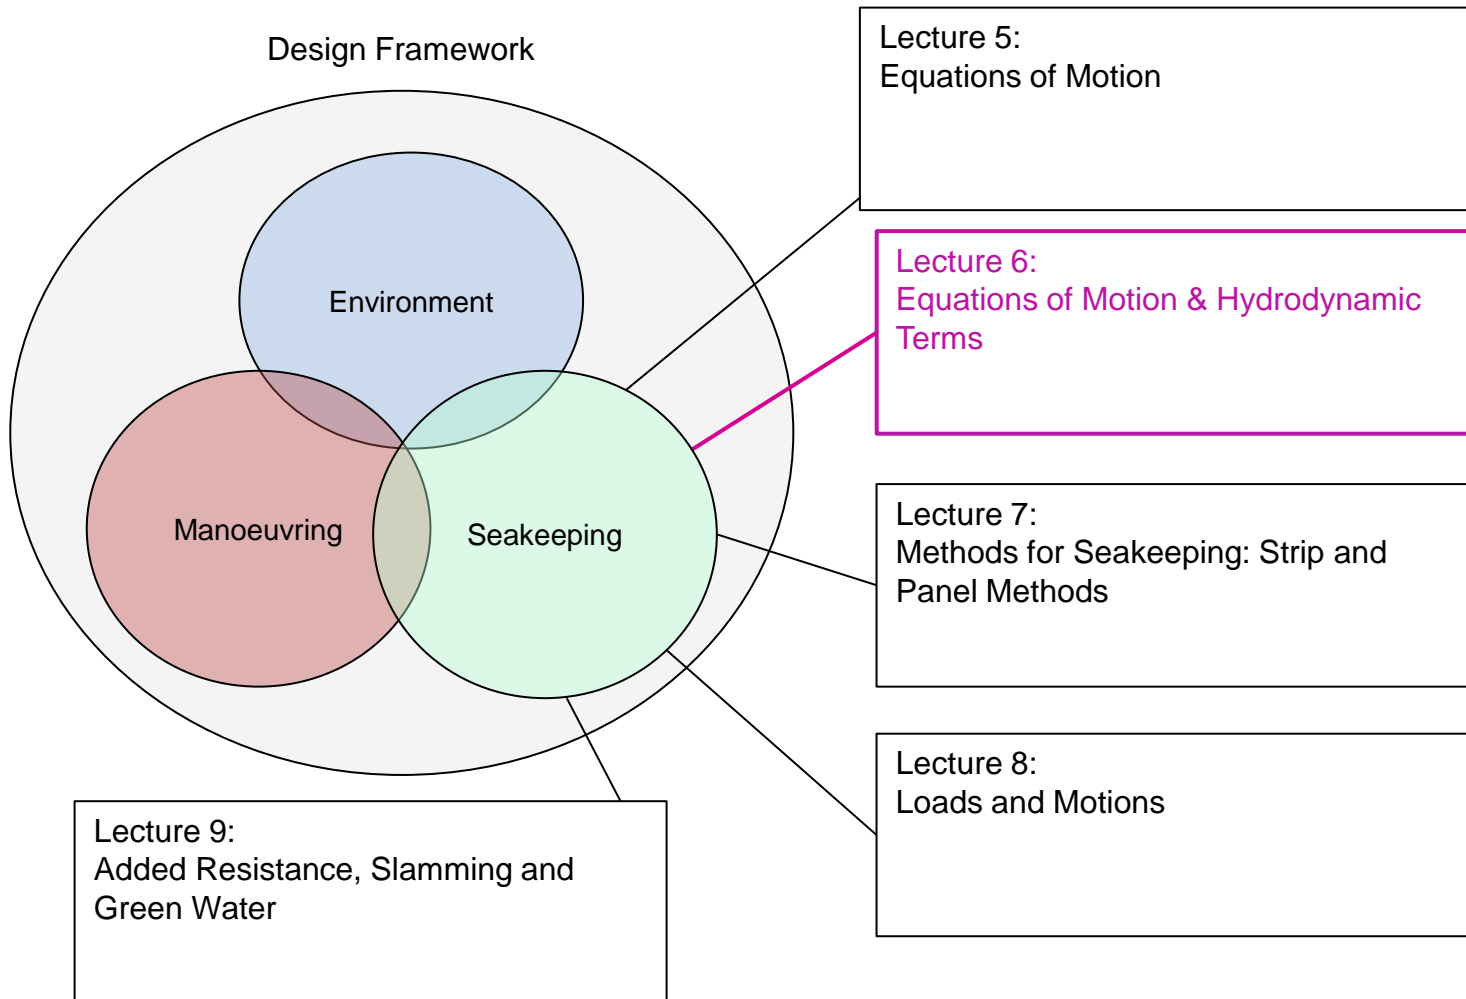 Design Framework
Environment
Manoeuvring
Seakeeping
Lecture 5:
Equations of Motion
Lecture 6:
Equations of Motion & Hydrodynamic
Terms
Lecture 7:
Methods for Seakeeping: Strip and
Panel Methods
Lecture 8:
Loads and Motions
Lecture 9:
Added Resistance, Slamming and
Green Water